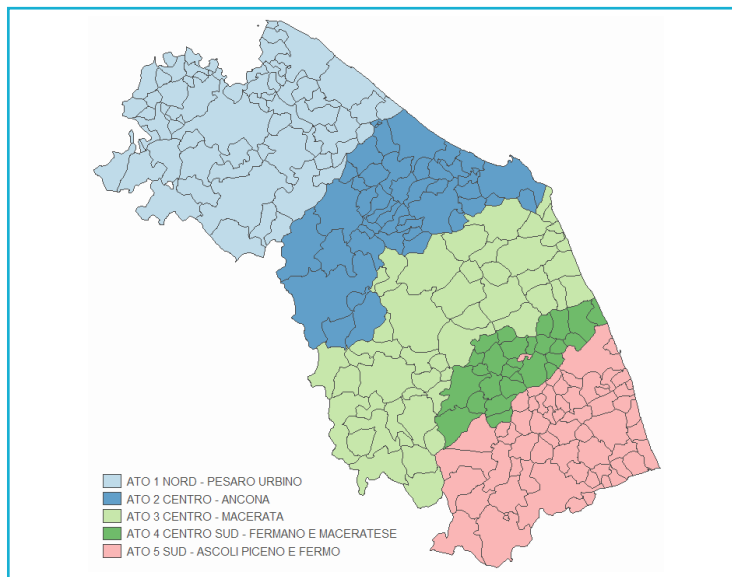 ATO 1 NORD - PESARO URBINO
ATO 2 CENTRO - ANCONA
ATO 3 CENTRO - MACERATA
ATO 4 CENTRO SUD - FERMANO E MACERATESE
ATO 5 SUD - ASCOLI PICENO E FERMO